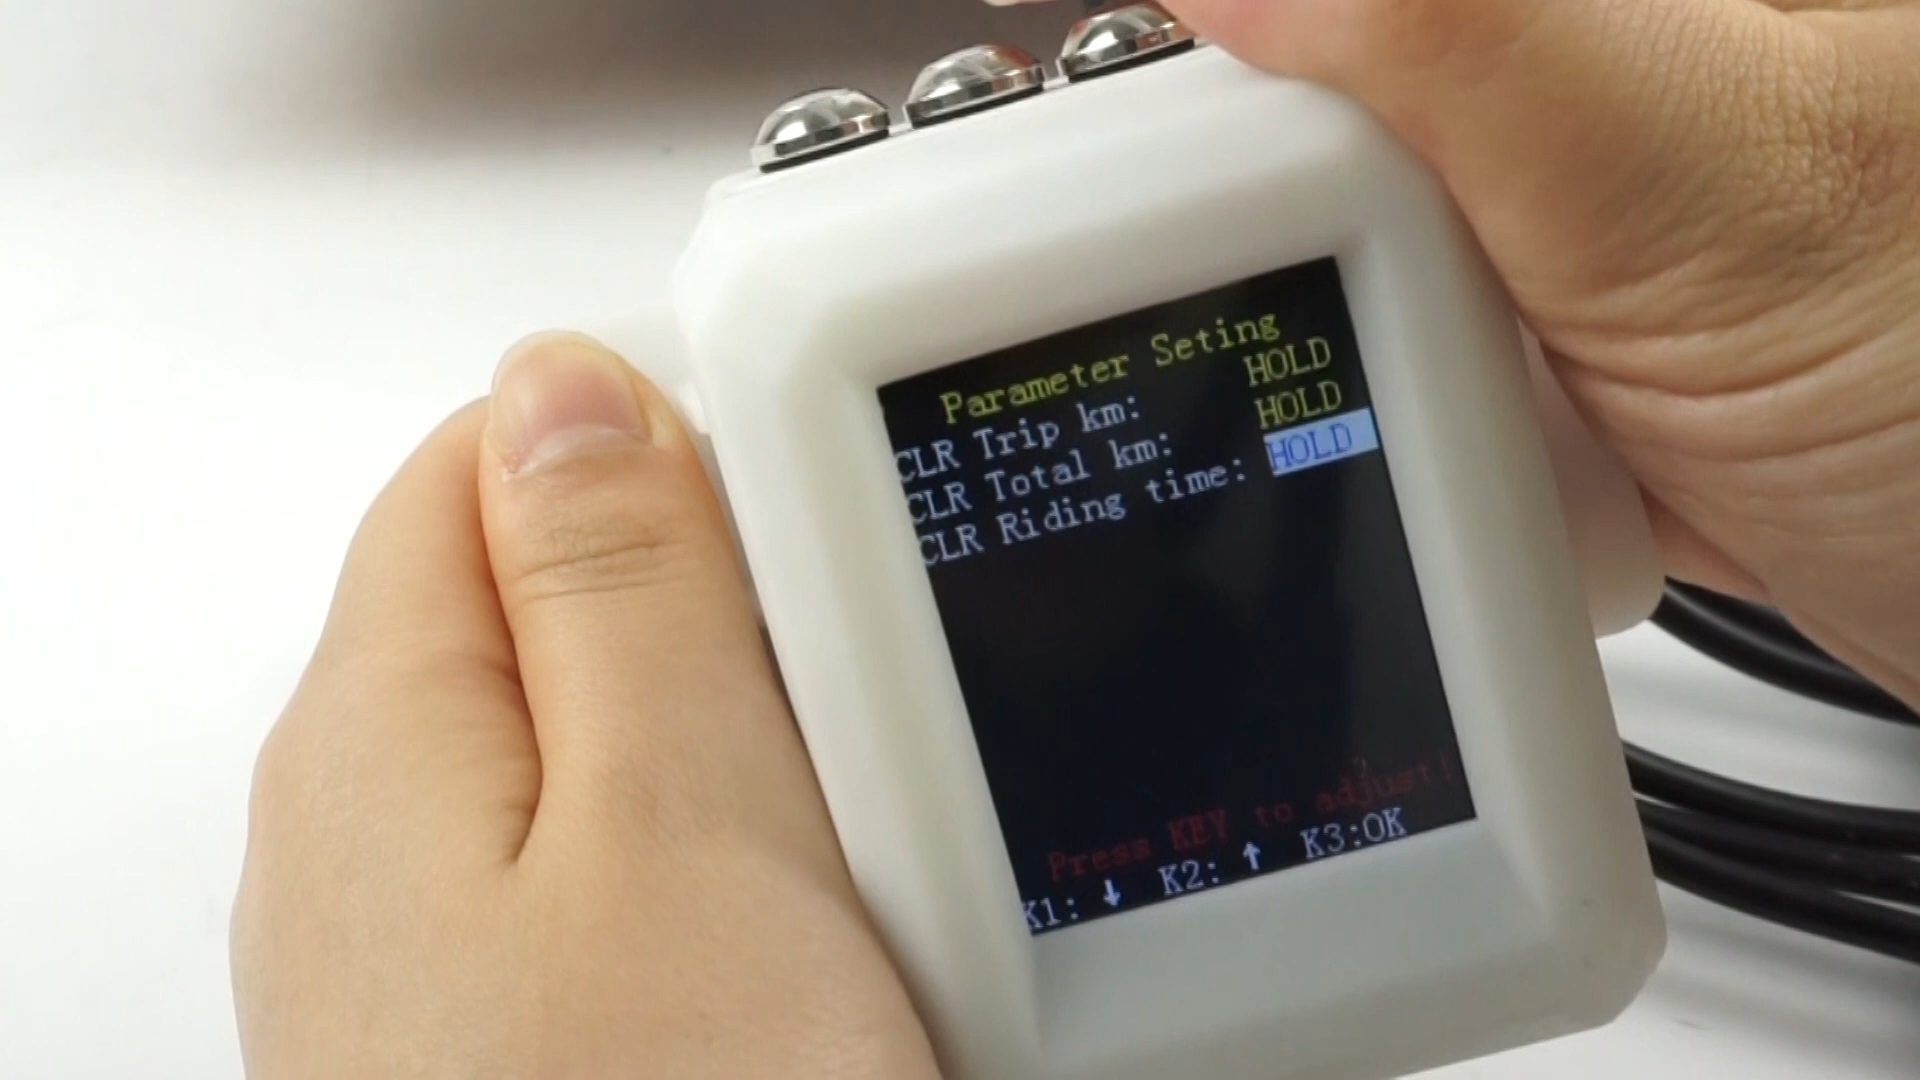 Parameter Seting
CLR Trip km: HOLD
CLR Total km: HOLD
CLR Riding time: HOLD
Press KEY to adjust!
K1: ↓ K2: ↑ K3:OK